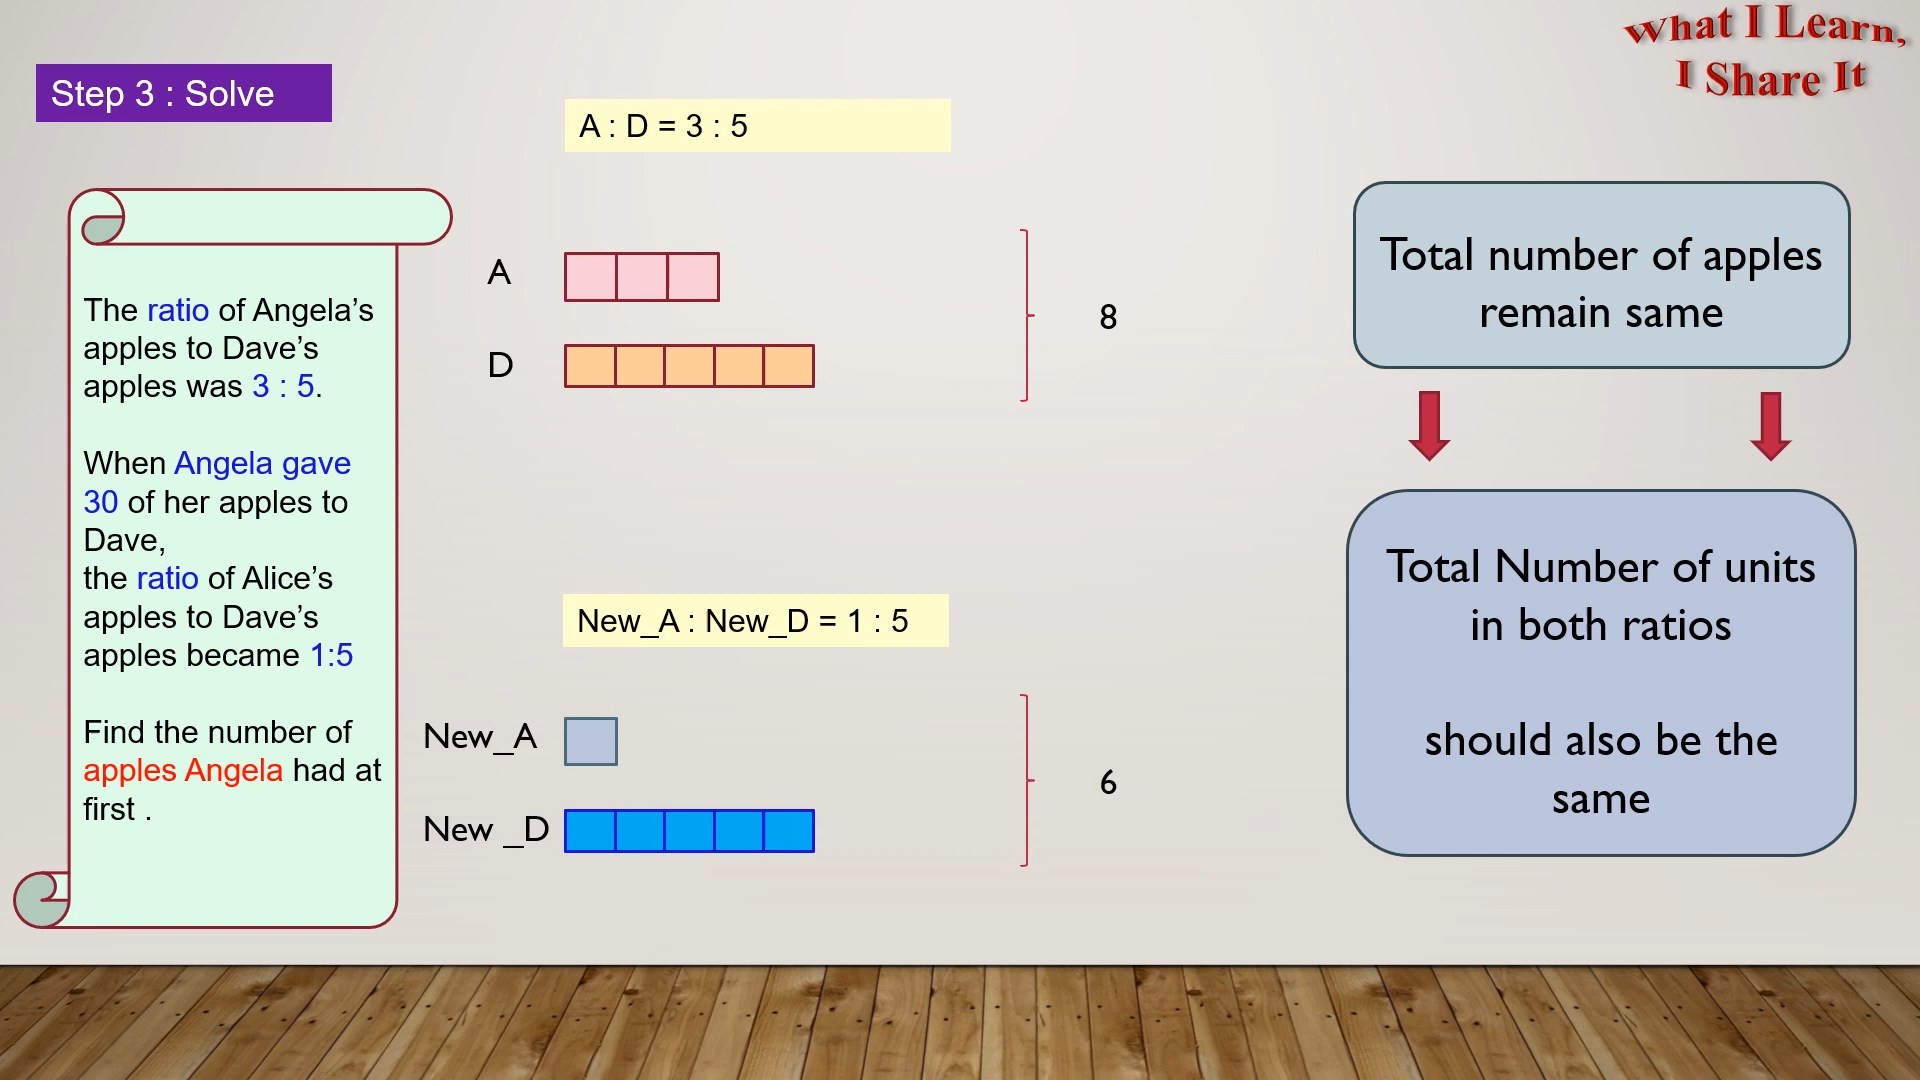 What I Learn,
I Share It
Step 3 : Solve
A : D = 3 : 5
The ratio of Angela’s
apples to Dave’s
apples was 3 : 5.
When Angela gave
30 of her apples to
Dave,
the ratio of Alice’s
apples to Dave’s
apples became 1:5
Find the number of
apples Angela had at
first .
A
D
8
New_A : New_D = 1 : 5
New_A
New _D
6
Total number of apples
remain same
Total Number of units
in both ratios
should also be the
same